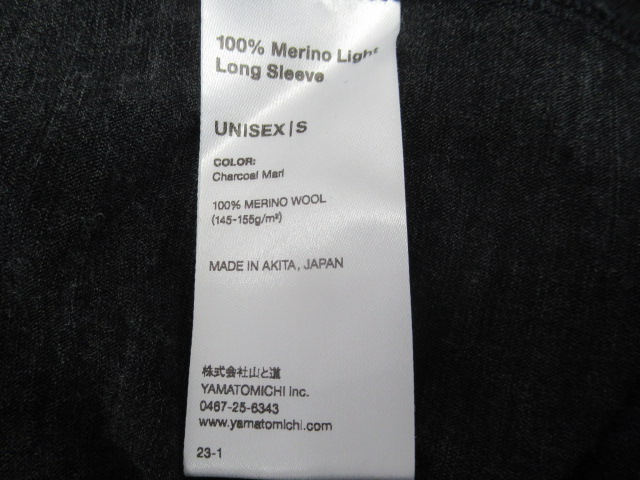 100% Merino Light
Long Sleeve
UNISEX|S
COLOR:
Charcoal Marl
100% MERINO WOOL
(145-155g/m²)
MADE IN AKITA, JAPAN
株式会社山と道
YAMATOMICHI Inc.
0467-25-6343
www.yamatomichi.com
23-1